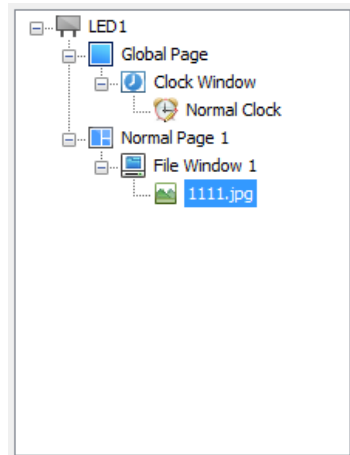 LED1
Global Page
Clock Window
Normal Clock
Normal Page 1
File Window 1
1111.jpg